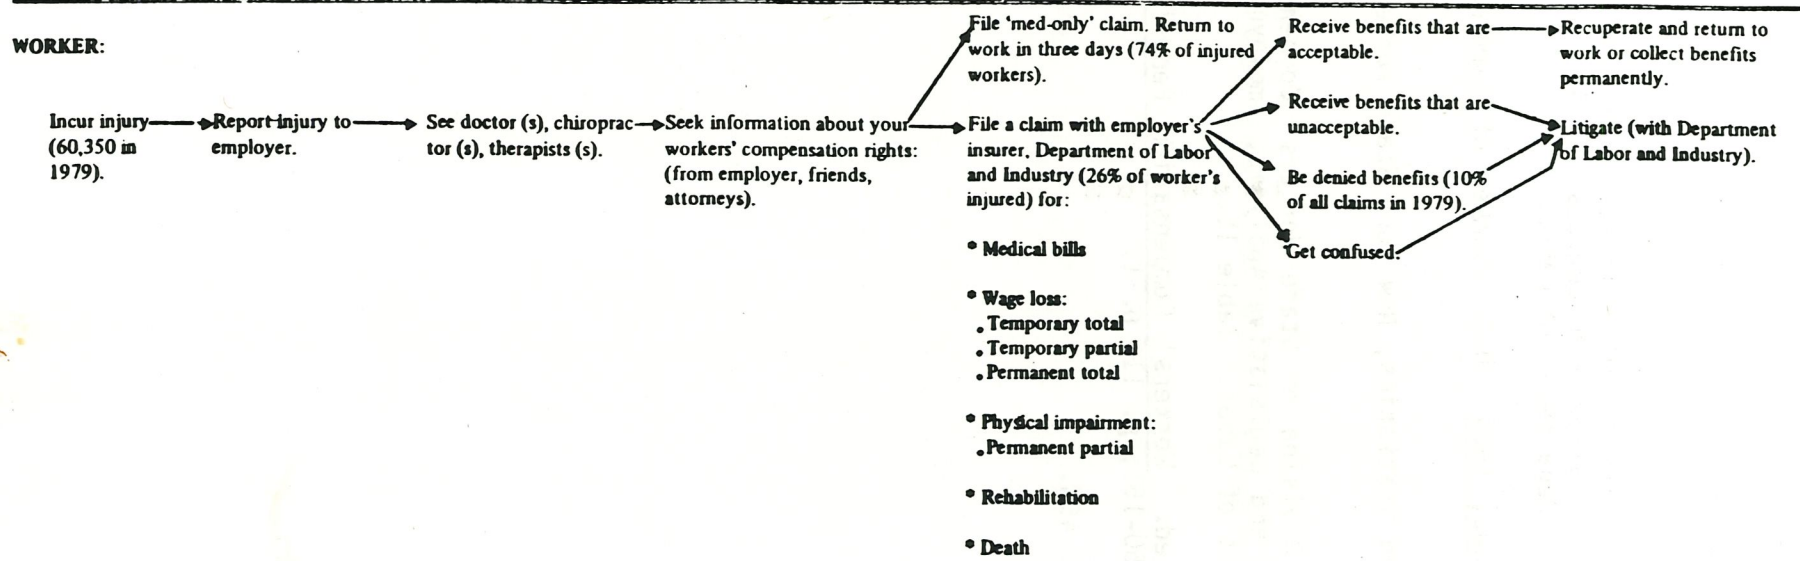 WORKER:
Incur injury
(60,350 in
1979).
Report injury to
employer.
See doctor (s), chiroprac
tor (s), therapists (s).
Seek information about your
workers' compensation rights:
(from employer, friends,
attorneys).
File 'med-only' claim. Return to
work in three days (74% of injured
workers).
File a claim with employer's
insurer, Department of Labor
and Industry (26% of worker's
injured) for:
• Medical bills
• Wage loss:
. Temporary total
. Temporary partial
. Permanent total
• Physical impairment:
. Permanent partial
• Rehabilitation
• Death
Receive benefits that are
acceptable.
Receive benefits that are
unacceptable.
Be denied benefits (10%
of all claims in 1979).
Get confused.
Recuperate and return to
work or collect benefits
permanently.
Litigate (with Department
of Labor and Industry).